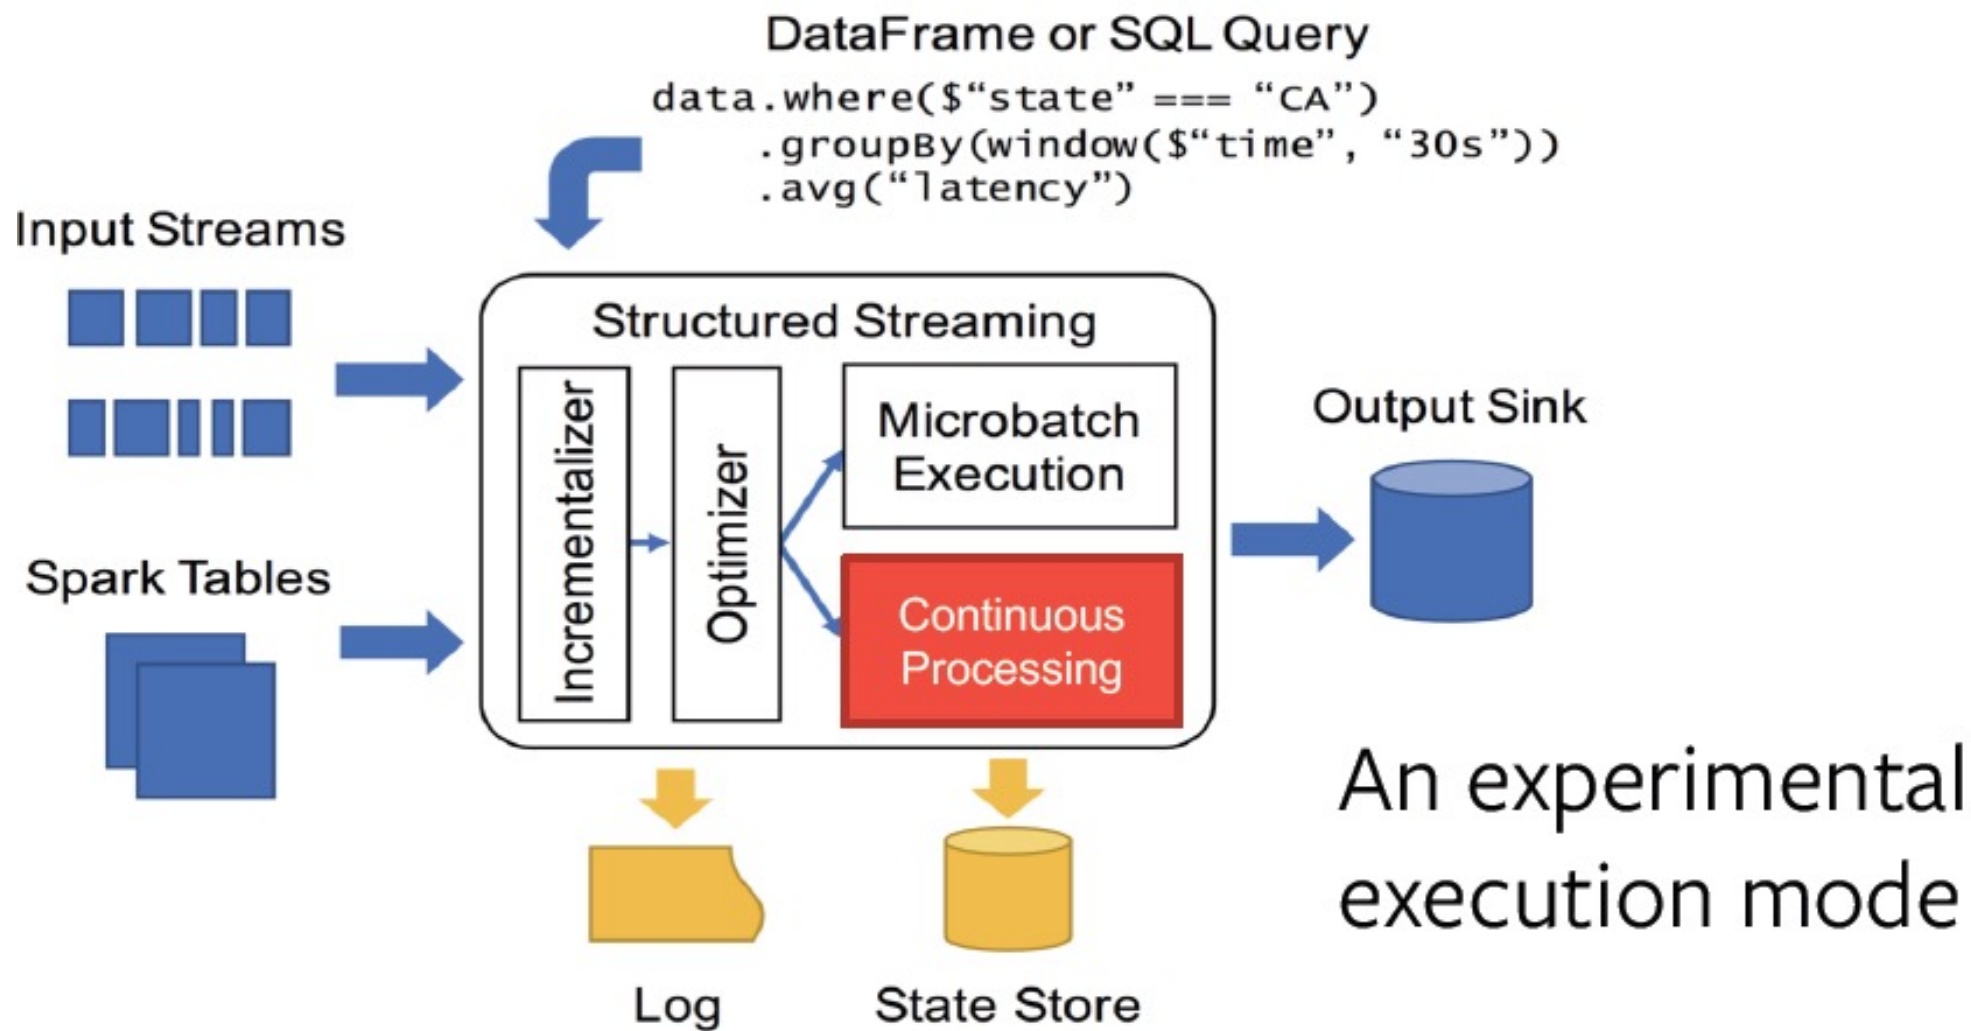 DataFrame or SQL Query
data.where($“state” === “CA”)
.groupBy(window($“time”, “30s”))
.avg(“latency”)
Input Streams
Spark Tables
Structured Streaming
Incrementalizer
Optimizer
Microbatch
Execution
Continuous
Processing
Output Sink
Log
State Store
An experimental
execution mode